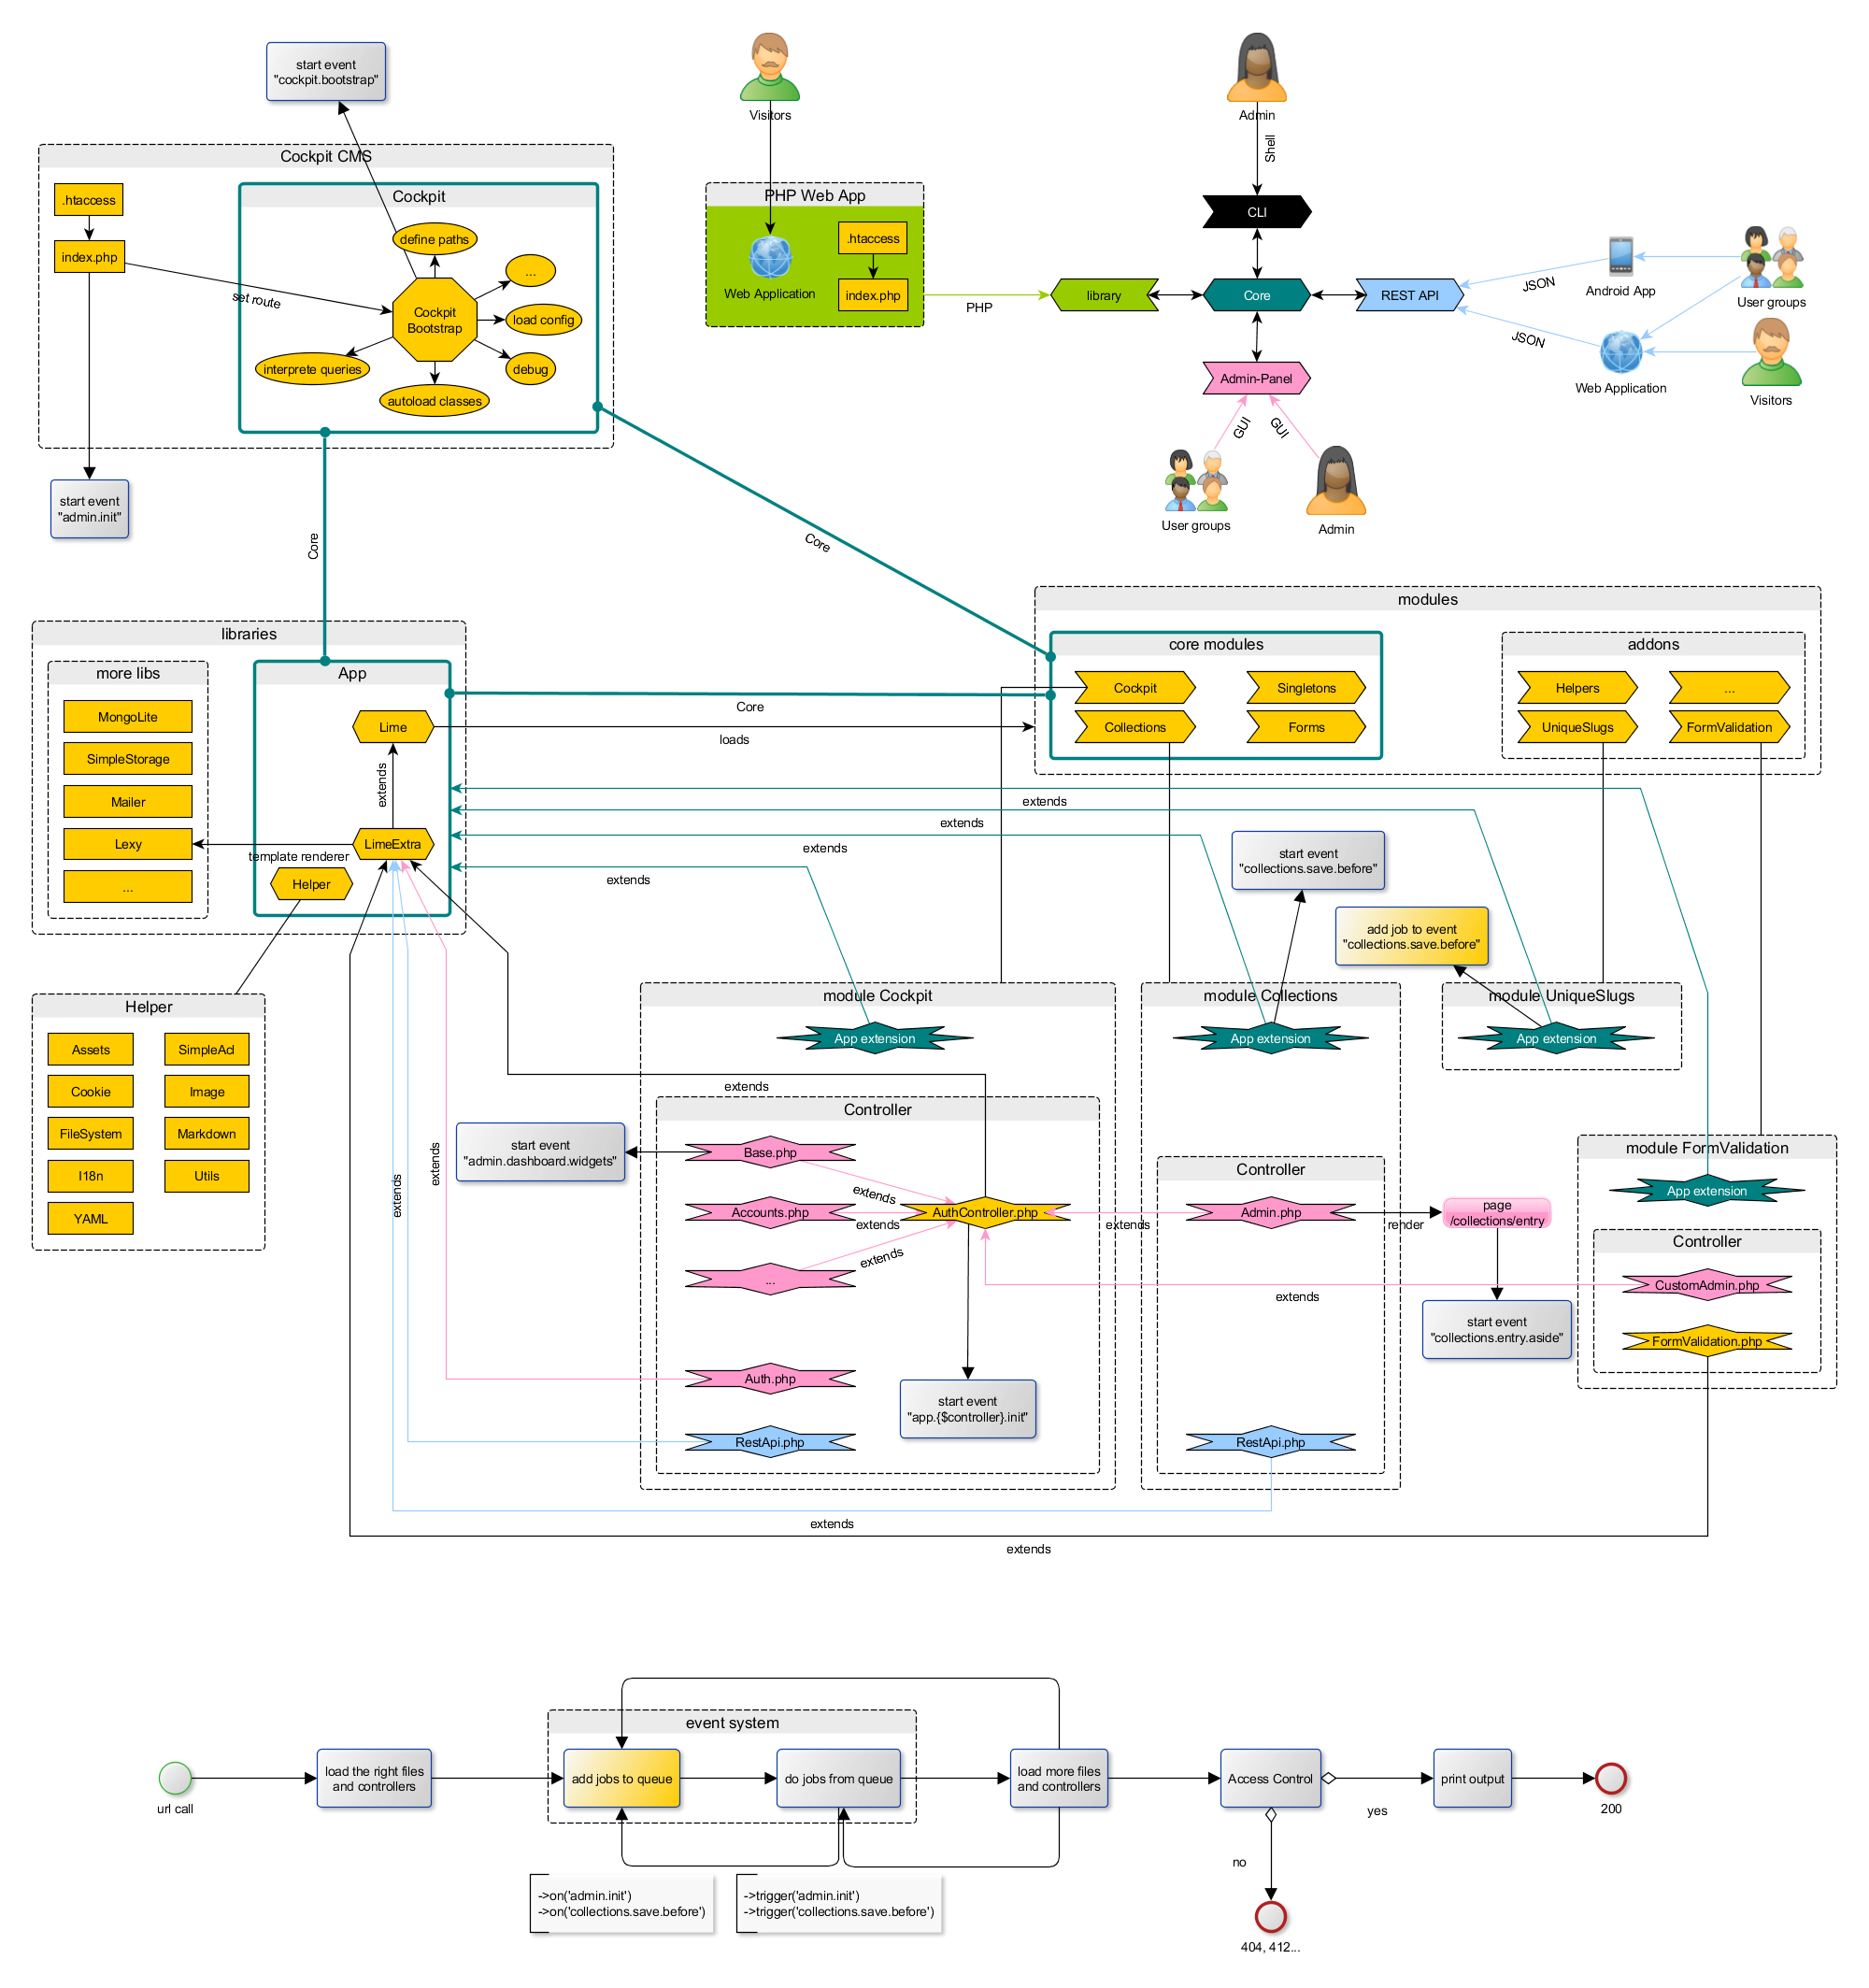 start event
"cockpit.bootstrap"
Visitors
Admin
Shell
Cockpit CMS
.htaccess
index.php
set route
Cockpit
define paths
...
load config
debug
autoload classes
interprete queries
Cockpit
Bootstrap
start event
"admin.init"
PHP Web App
Web Application
.htaccess
index.php
PHP
library
CLI
Core
REST API
Admin-Panel
GUI
GUI
User groups
Admin
JSON
JSON
Android App
Web Application
User groups
Visitors
Core
Core
Core
loads
libraries
more libs
MongoLite
SimpleStorage
Mailer
Lexy
...
App
Lime
extends
LimeExtra
template renderer
Helper
modules
core modules
Cockpit
Singletons
Collections
Forms
addons
Helpers
...
UniqueSlugs
FormValidation
extends
extends
extends
extends
start event
"collections.save.before"
add job to event
"collections.save.before"
Helper
Assets
SimpleAcl
Cookie
Image
FileSystem
Markdown
I18n
Utils
YAML
module Cockpit
App extension
extends
Controller
start event
"admin.dashboard.widgets"
Base.php
extends
Accounts.php
extends
AuthController.php
...
extends
Auth.php
start event
"app.{$controller}.init"
RestApi.php
extends
extends
module Collections
App extension
Controller
Admin.php
extends
render
page
/collections/entry
start event
"collections.entry.aside"
RestApi.php
module UniqueSlugs
App extension
module FormValidation
App extension
Controller
CustomAdmin.php
extends
FormValidation.php
extends
extends
event system
url call
load the right files
and controllers
add jobs to queue
do jobs from queue
load more files
and controllers
Access Control
yes
print output
200
no
404, 412...
->on('admin.init')
->on('collections.save.before')
->trigger('admin.init')
->trigger('collections.save.before')